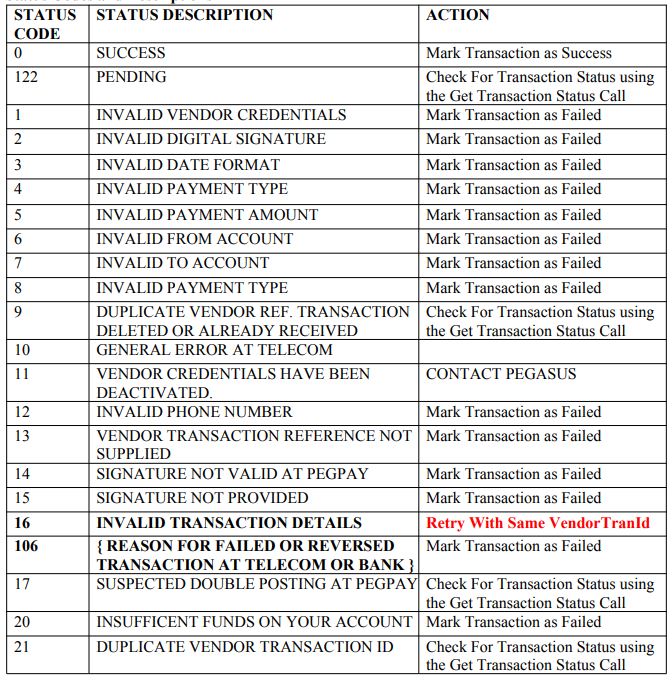 STATUS STATUS DESCRIPTION ACTION
CODE
0 SUCCESS Mark Transaction as Success
122 PENDING Check For Transaction Status using
the Get Transaction Status Call
1 INVALID VENDOR CREDENTIALS Mark Transaction as Failed
2 INVALID DIGITAL SIGNATURE Mark Transaction as Failed
3 INVALID DATE FORMAT Mark Transaction as Failed
4 INVALID PAYMENT TYPE Mark Transaction as Failed
5 INVALID PAYMENT AMOUNT Mark Transaction as Failed
6 INVALID FROM ACCOUNT Mark Transaction as Failed
7 INVALID TO ACCOUNT Mark Transaction as Failed
8 INVALID PAYMENT TYPE Mark Transaction as Failed
9 DUPLICATE VENDOR REF. TRANSACTION Check For Transaction Status using
DELETED OR ALREADY RECEIVED the Get Transaction Status Call
10 GENERAL ERROR AT TELECOM
11 VENDOR CREDENTIALS HAVE BEEN CONTACT PEGASUS
DEACTIVATED.
12 INVALID PHONE NUMBER Mark Transaction as Failed
13 VENDOR TRANSACTION REFERENCE NOT Mark Transaction as Failed
SUPPLIED
14 SIGNATURE NOT VALID AT PEGPAY Mark Transaction as Failed
15 SIGNATURE NOT PROVIDED Mark Transaction as Failed
16 INVALID TRANSACTION DETAILS Retry With Same VendorTranId
106 { REASON FOR FAILED OR REVERSED Mark Transaction as Failed
TRANSACTION AT TELECOM OR BANK }
17 SUSPECTED DOUBLE POSTING AT PEGPAY Check For Transaction Status using
the Get Transaction Status Call
20 INSUFFICENT FUNDS ON YOUR ACCOUNT Mark Transaction as Failed
21 DUPLICATE VENDOR TRANSACTION ID Check For Transaction Status using
the Get Transaction Status Call